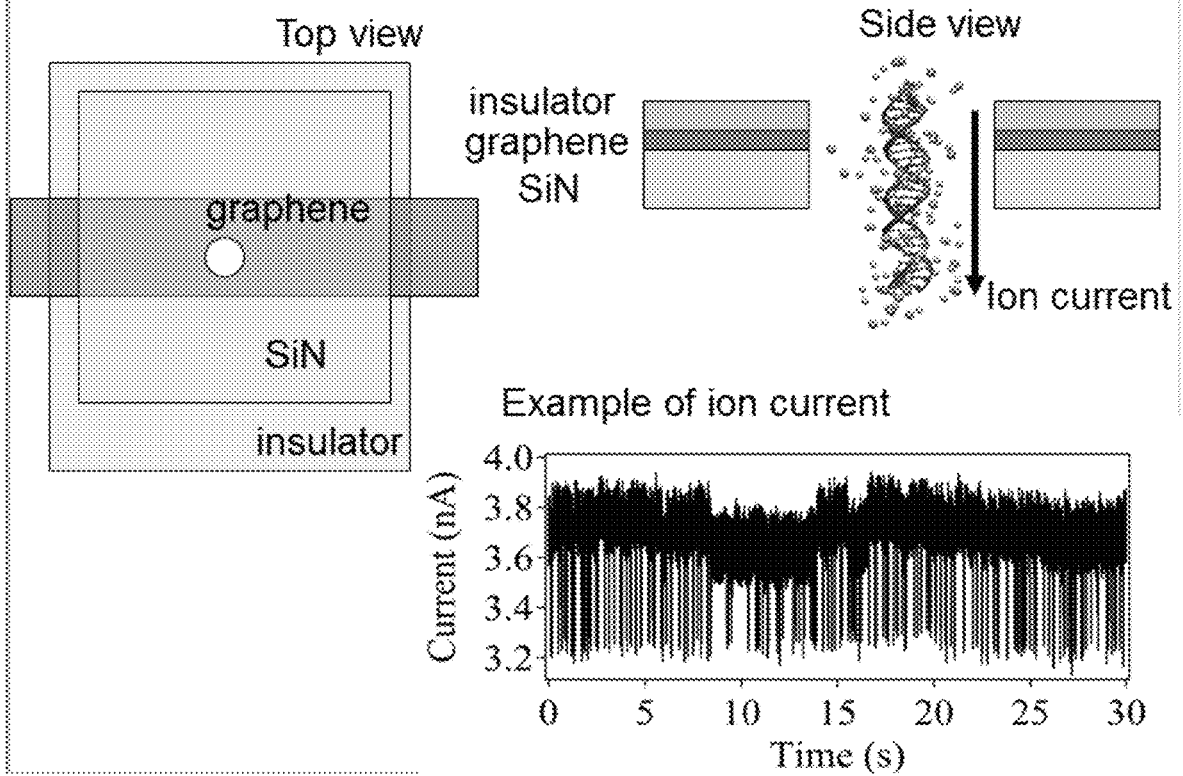 Top view
graphene
SiN
insulator
Side view
insulator
graphene
SiN
Ion current
Example of ion current
Current (nA)
4.0
3.8
3.6
3.4
3.2
0 5 10 15 20 25 30
Time (s)